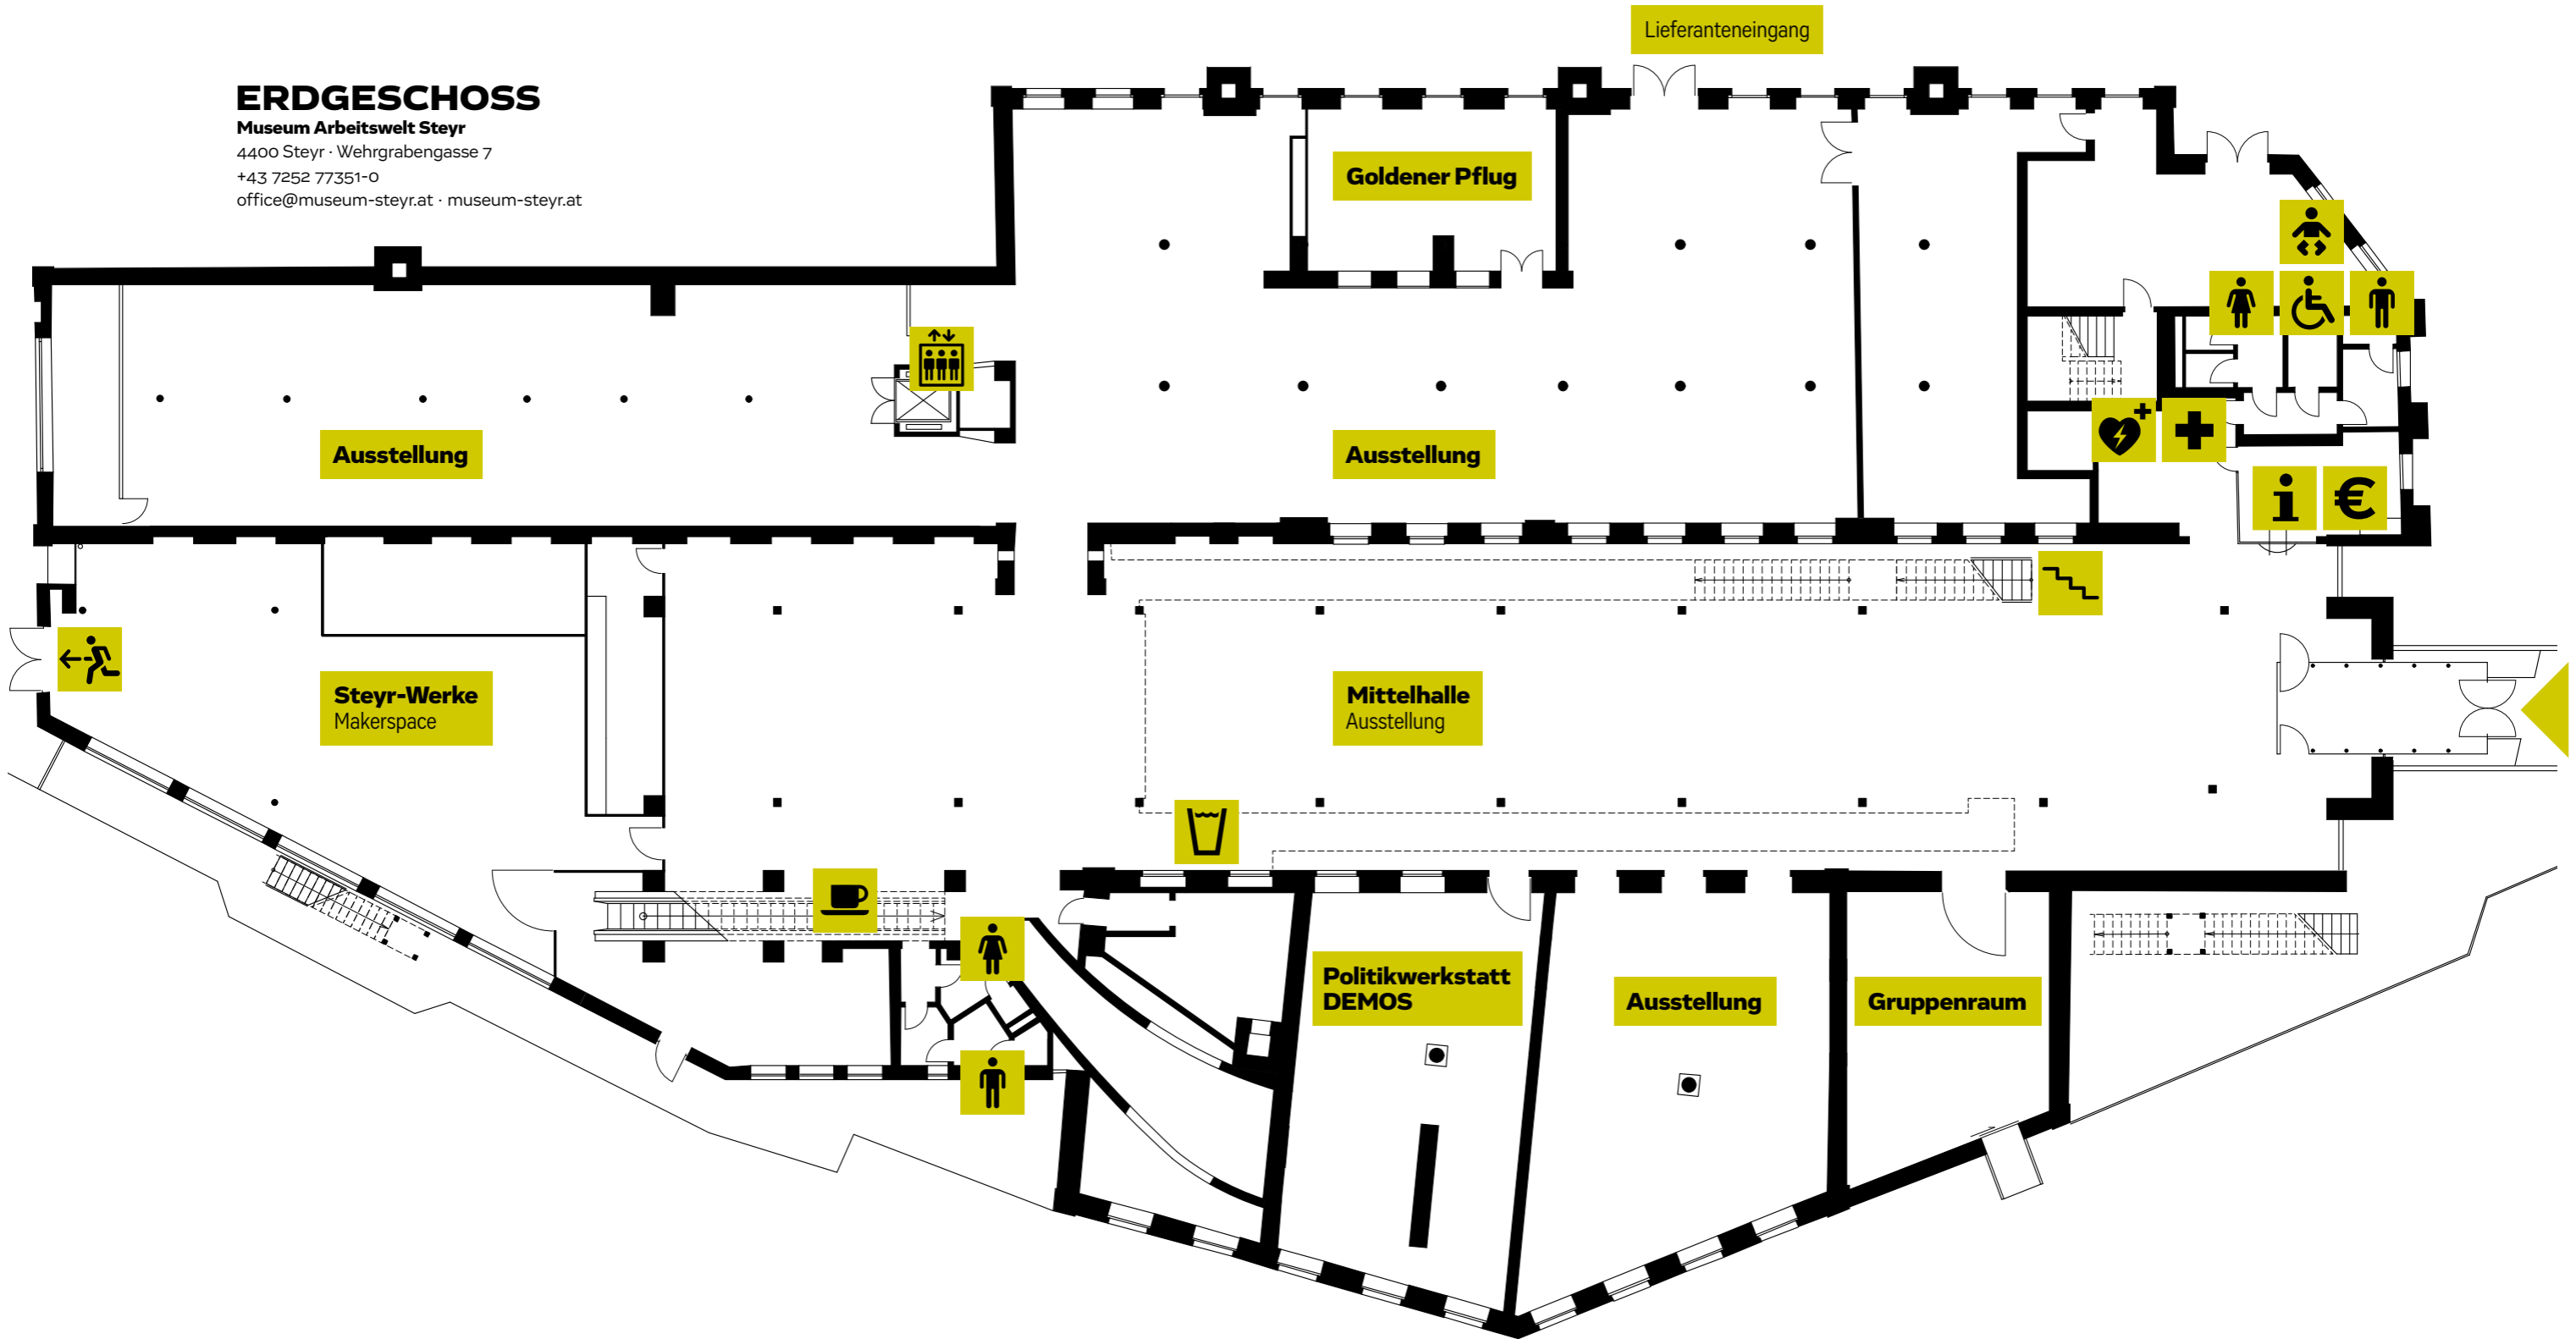 Lieferanteneingang
ERDGESCHOSS
Museum Arbeitswelt Steyr
4400 Steyr · Wehrgrabengasse 7
+43 7252 77351-0
office@museum-steyr.at · museum-steyr.at
Goldener Pflug
Ausstellung
Ausstellung
i €
Steyr-Werke
Makerspace
Mittelhalle
Ausstellung
Politikwerkstatt
DEMOS
Ausstellung
Gruppenraum